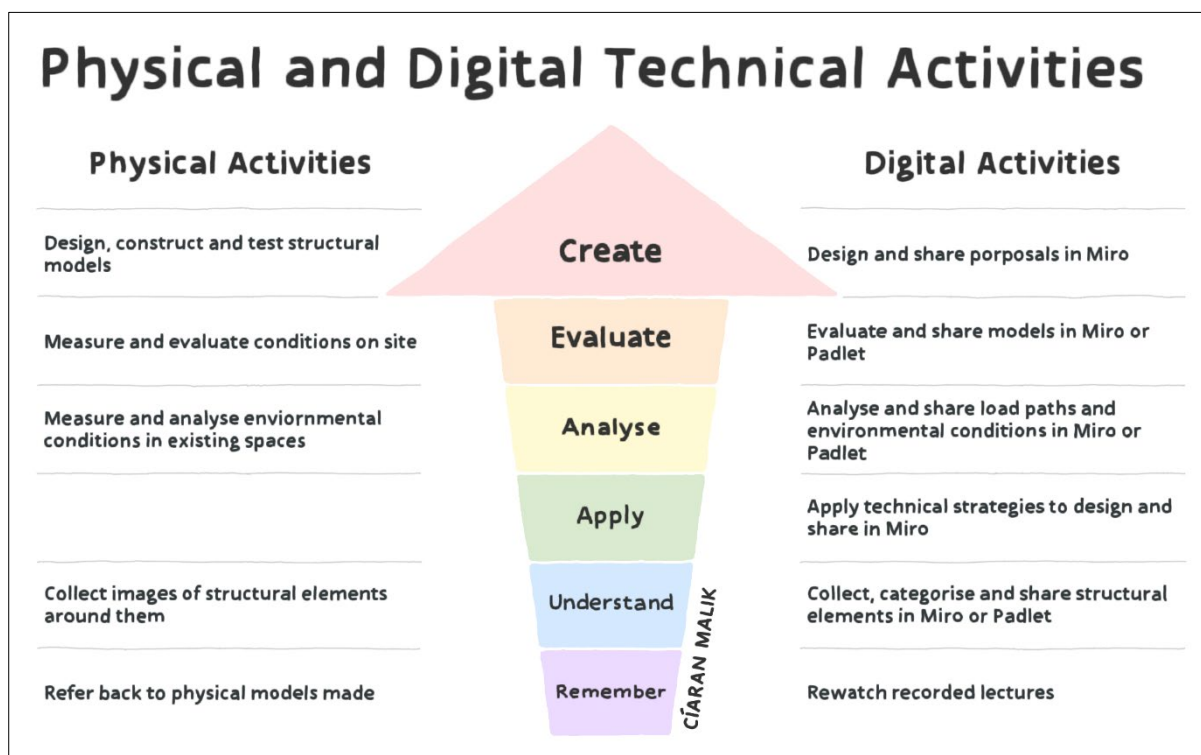 Physical and Digital Technical Activities
Physical Activities
Digital Activities
Design, construct and test structural
models
Create
Design and share porposals in Miro
Measure and evaluate conditions on site
Evaluate
Evaluate and share models in Miro or
Padlet
Measure and analyse enviornmental
conditions in existing spaces
Analyse
Analyse and share load paths and
environmental conditions in Miro or
Padlet
Apply
Apply technical strategies to design and
share in Miro
Collect images of structural elements
around them
Understand
Collect, categorise and share structural
elements in Miro or Padlet
Refer back to physical models made
Remember
Rewatch recorded lectures
CÍARAN MALIK